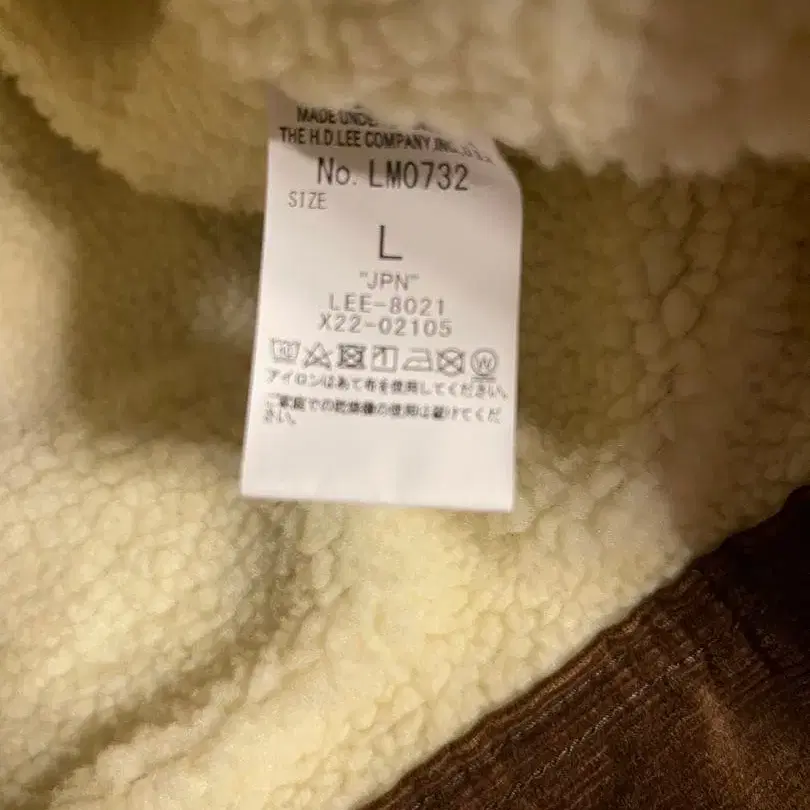 MADE UNDE
THE H.D.LEE COMPANY,INC.,U.S.A
No. LM0732
SIZE
L
"JPN"
LEE-8021
X22-02105
アイロンはあて布を使用してください。
ご家庭での乾燥機の使用は避けてくだ
さい。